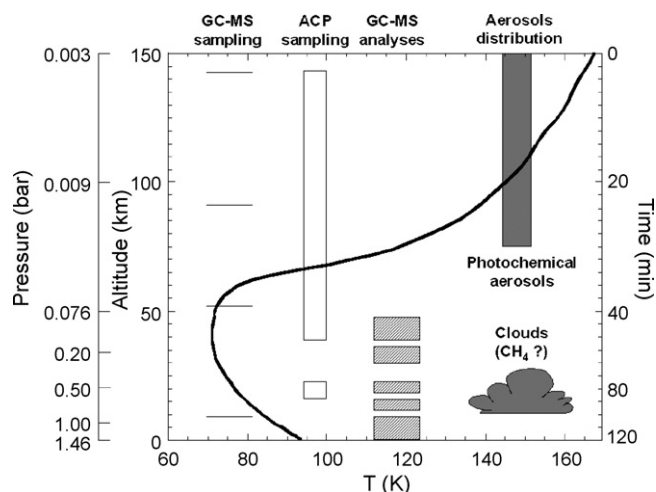 GC-MS sampling
ACP sampling
GC-MS analyses
Aerosols distribution
0.003
150
0
Pressure (bar)
Altitude (km)
Time (min)
0.009
100
20
Photochemical
aerosols
0.076
50
40
Clouds
(CH₄ ?)
0.20
0.50
80
1.00
1.46
0
120
60
80
100
120
140
160
T (K)